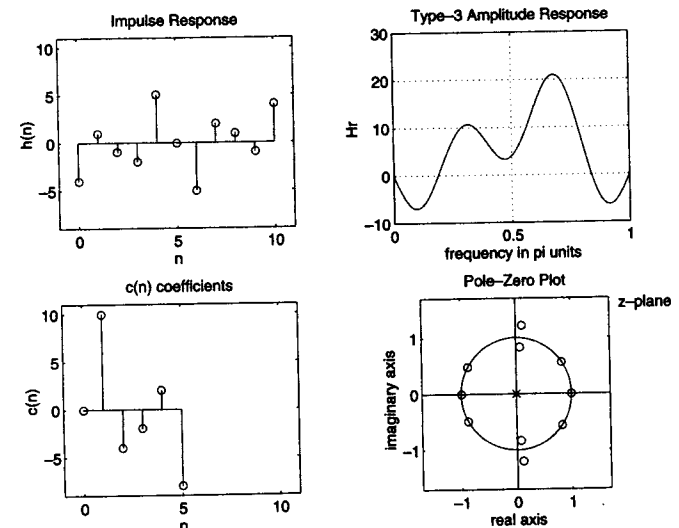 Impulse Response
10
5
0
−5
h(n)
0
5
10
n
Type−3 Amplitude Response
30
20
10
0
−10
Hr
0
0.5
1
frequency in pi units
c(n) coefficients
10
5
0
−5
c(n)
0
5
10
n
Pole−Zero Plot
z−plane
1
0
−1
imaginary axis
−1
0
1
real axis